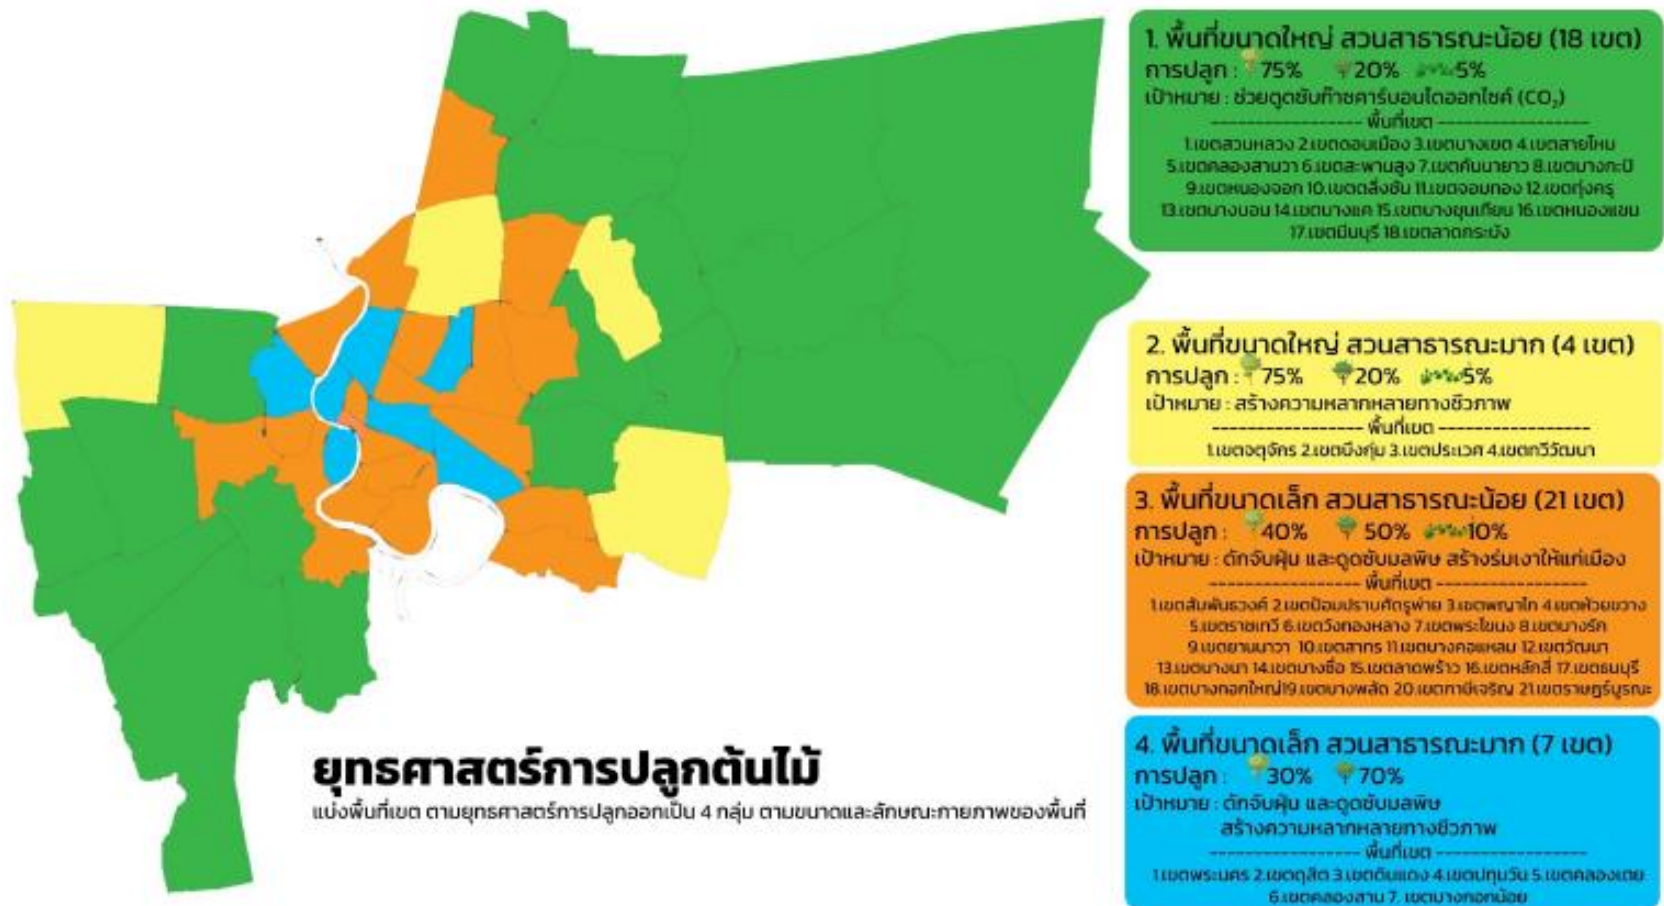 1. พื้นที่ขนาดใหญ่ สวนสาธารณะน้อย (18 เขต)
การปลูก : 75% 20% 5%
เป้าหมาย : ช่วยดูดซับก๊าซคาร์บอนไดออกไซค์ (CO₂)
----------------- พื้นที่เขต -----------------
1.เขตสวนหลวง 2.เขตดอนเมือง 3.เขตบางเขต 4.เขตสายไหม
5.เขตคลองสามวา 6.เขตสะพานสูง 7.เขตคันนายาว 8.เขตบางกะปิ
9.เขตหนองจอก 10.เขตตลิ่งชัน 11.เขตจอมทอง 12.เขตทุ่งครุ
13.เขตบางบอน 14.เขตบางแค 15.เขตบางขุนเทียน 16.เขตหนองแขม
17.เขตมีนบุรี 18.เขตลาดกระบัง
2. พื้นที่ขนาดใหญ่ สวนสาธารณะมาก (4 เขต)
การปลูก : 75% 20% 5%
เป้าหมาย : สร้างความหลากหลายทางชีวภาพ
----------------- พื้นที่เขต -----------------
1.เขตจตุจักร 2.เขตบึงกุ่ม 3.เขตประเวศ 4.เขตทวีวัฒนา
3. พื้นที่ขนาดเล็ก สวนสาธารณะน้อย (21 เขต)
การปลูก : 40% 50% 10%
เป้าหมาย : ดักจับฝุ่น และดูดซับมลพิษ สร้างร่มเงาให้แก่เมือง
----------------- พื้นที่เขต -----------------
1.เขตสัมพันธวงศ์ 2.เขตป้อมปราบศัตรูพ่าย 3.เขตพญาไท 4.เขตห้วยขวาง
5.เขตราชเทวี 6.เขตวังทองหลาง 7.เขตพระโขนง 8.เขตบางรัก
9.เขตยานนาวา 10.เขตสาทร 11.เขตบางคอแหลม 12.เขตวัฒนา
13.เขตบางนา 14.เขตบางซื่อ 15.เขตลาดพร้าว 16.เขตหลักสี่ 17.เขตธนบุรี
18.เขตบางกอกใหญ่19.เขตบางพลัด 20.เขตภาษีเจริญ 21.เขตราษฎร์บูรณะ
4. พื้นที่ขนาดเล็ก สวนสาธารณะมาก (7 เขต)
การปลูก : 30% 70%
เป้าหมาย : ดักจับฝุ่น และดูดซับมลพิษ
สร้างความหลากหลายทางชีวภาพ
----------------- พื้นที่เขต -----------------
1.เขตพระนคร 2.เขตดุสิต 3.เขตดินแดง 4.เขตปทุมวัน 5.เขตคลองเตย
6.เขตคลองสาน 7. เขตบางกอกน้อย
ยุทธศาสตร์การปลูกต้นไม้
แบ่งพื้นที่เขต ตามยุทธศาสตร์การปลูกออกเป็น 4 กลุ่ม ตามขนาดและลักษณะกายภาพของพื้นที่